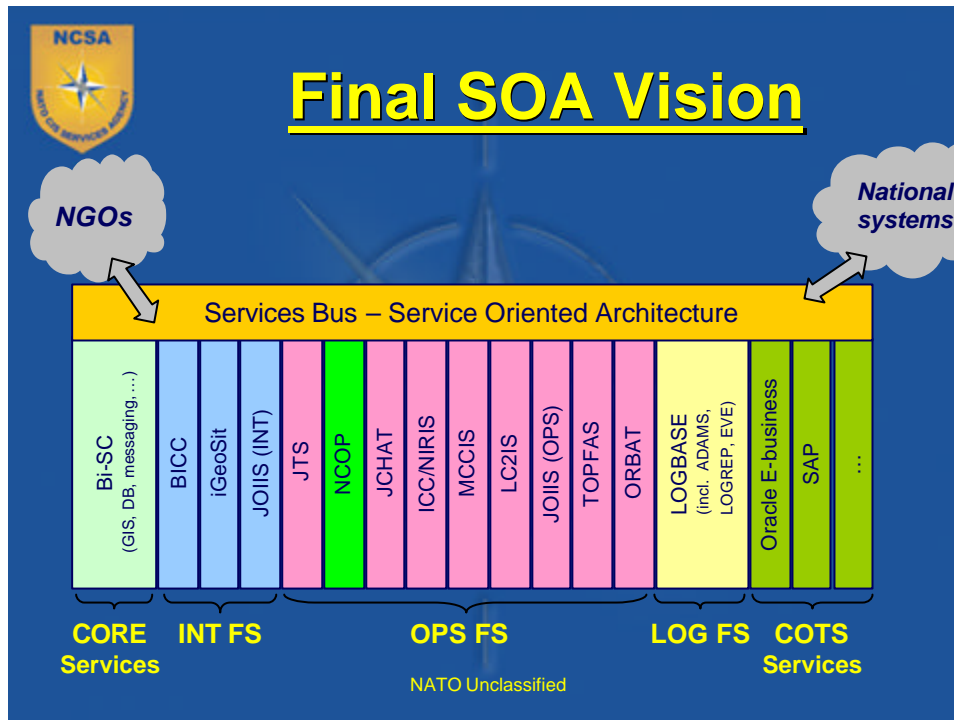 NCSA
NATO CIS SERVICES AGENCY
Final SOA Vision
NGOs
National
systems
Services Bus – Service Oriented Architecture
Bi-SC
(GIS, DB, messaging, …)
BICC
iGeoSit
JOIIS (INT)
JTS
NCOP
JCHAT
ICC/NIRIS
MCCIS
LC2IS
JOIIS (OPS)
TOPFAS
ORBAT
LOGBASE
(incl. ADAMS,
LOGREP, EVE)
Oracle E-business
SAP
…
CORE
Services
INT FS
OPS FS
LOG FS
COTS
Services
NATO Unclassified